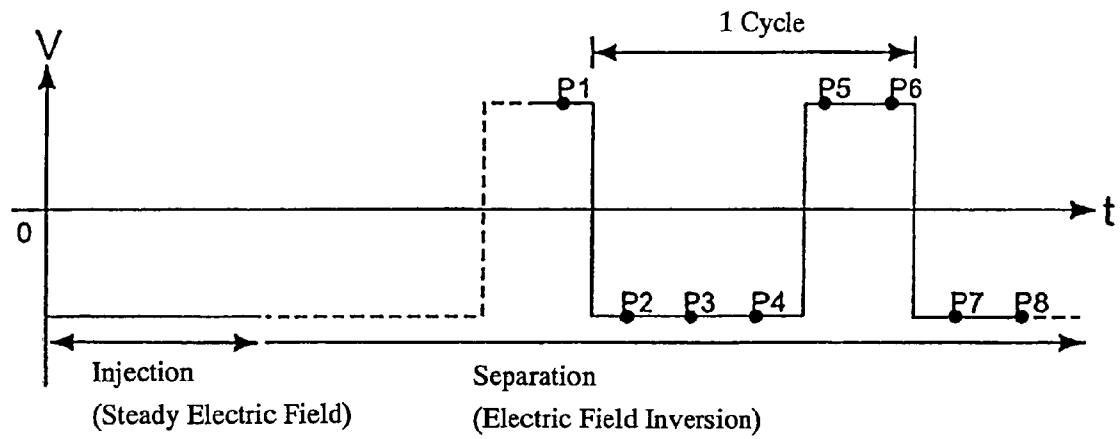 1 Cycle
V
P1
P5
P6
0
t
P2
P3
P4
P7
P8
Injection
(Steady Electric Field)
Separation
(Electric Field Inversion)